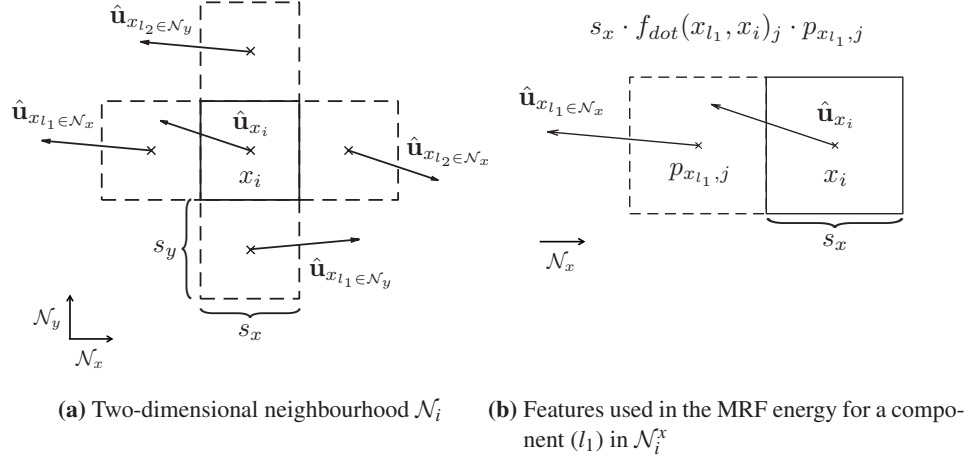 û_{x_{l_2}∈𝒩_y}
û_{x_{l_1}∈𝒩_x}
û_{x_i}
û_{x_{l_2}∈𝒩_x}
x_i
s_y
û_{x_{l_1}∈𝒩_y}
s_x
𝒩_y
𝒩_x
(a) Two-dimensional neighbourhood 𝒩_i
s_x · f_{dot}(x_{l_1}, x_i)_j · p_{x_{l_1},j}
û_{x_{l_1}∈𝒩_x}
û_{x_i}
p_{x_{l_1},j}
x_i
s_x
𝒩_x
(b) Features used in the MRF energy for a compo-
nent (l_1) in 𝒩_i^x